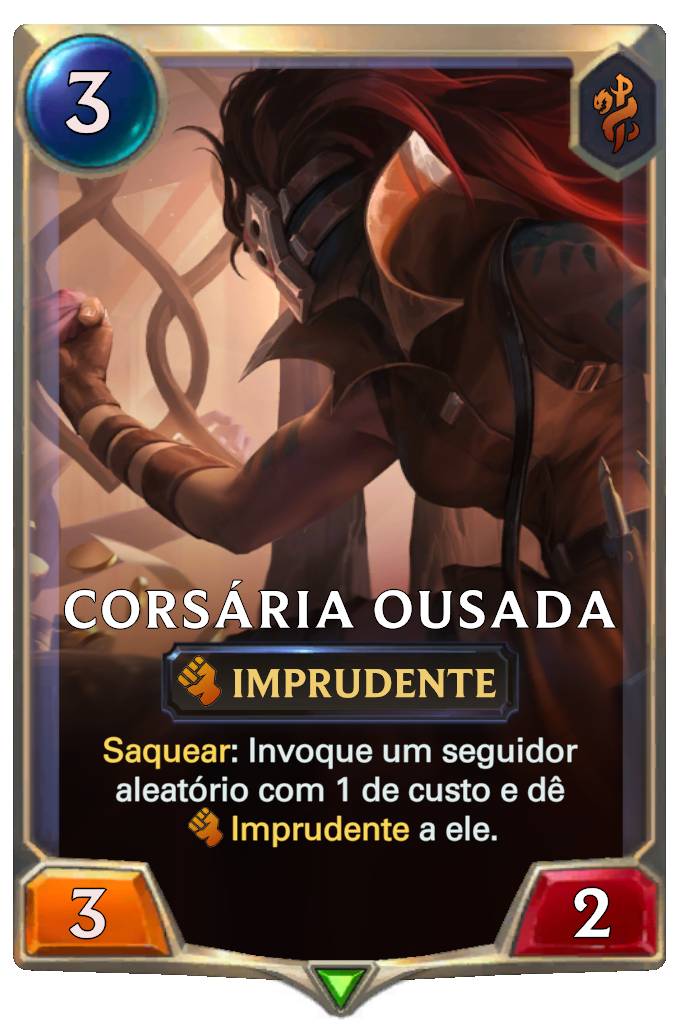 3
CORSÁRIA OUSADA
IMPRUDENTE
Saquear: Invoque um seguidor
aleatório com 1 de custo e dê
Imprudente a ele.
3
2